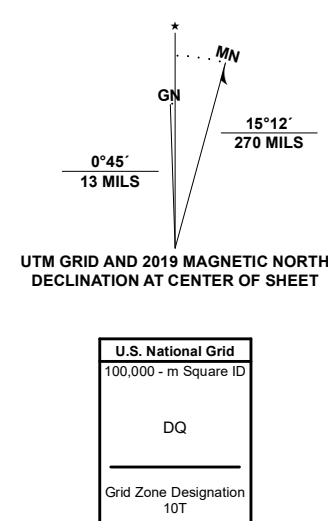 ★
MN
GN
15°12´
270 MILS
0°45´
13 MILS
UTM GRID AND 2019 MAGNETIC NORTH
DECLINATION AT CENTER OF SHEET
U.S. National Grid
100,000 - m Square ID
DQ
Grid Zone Designation
10T